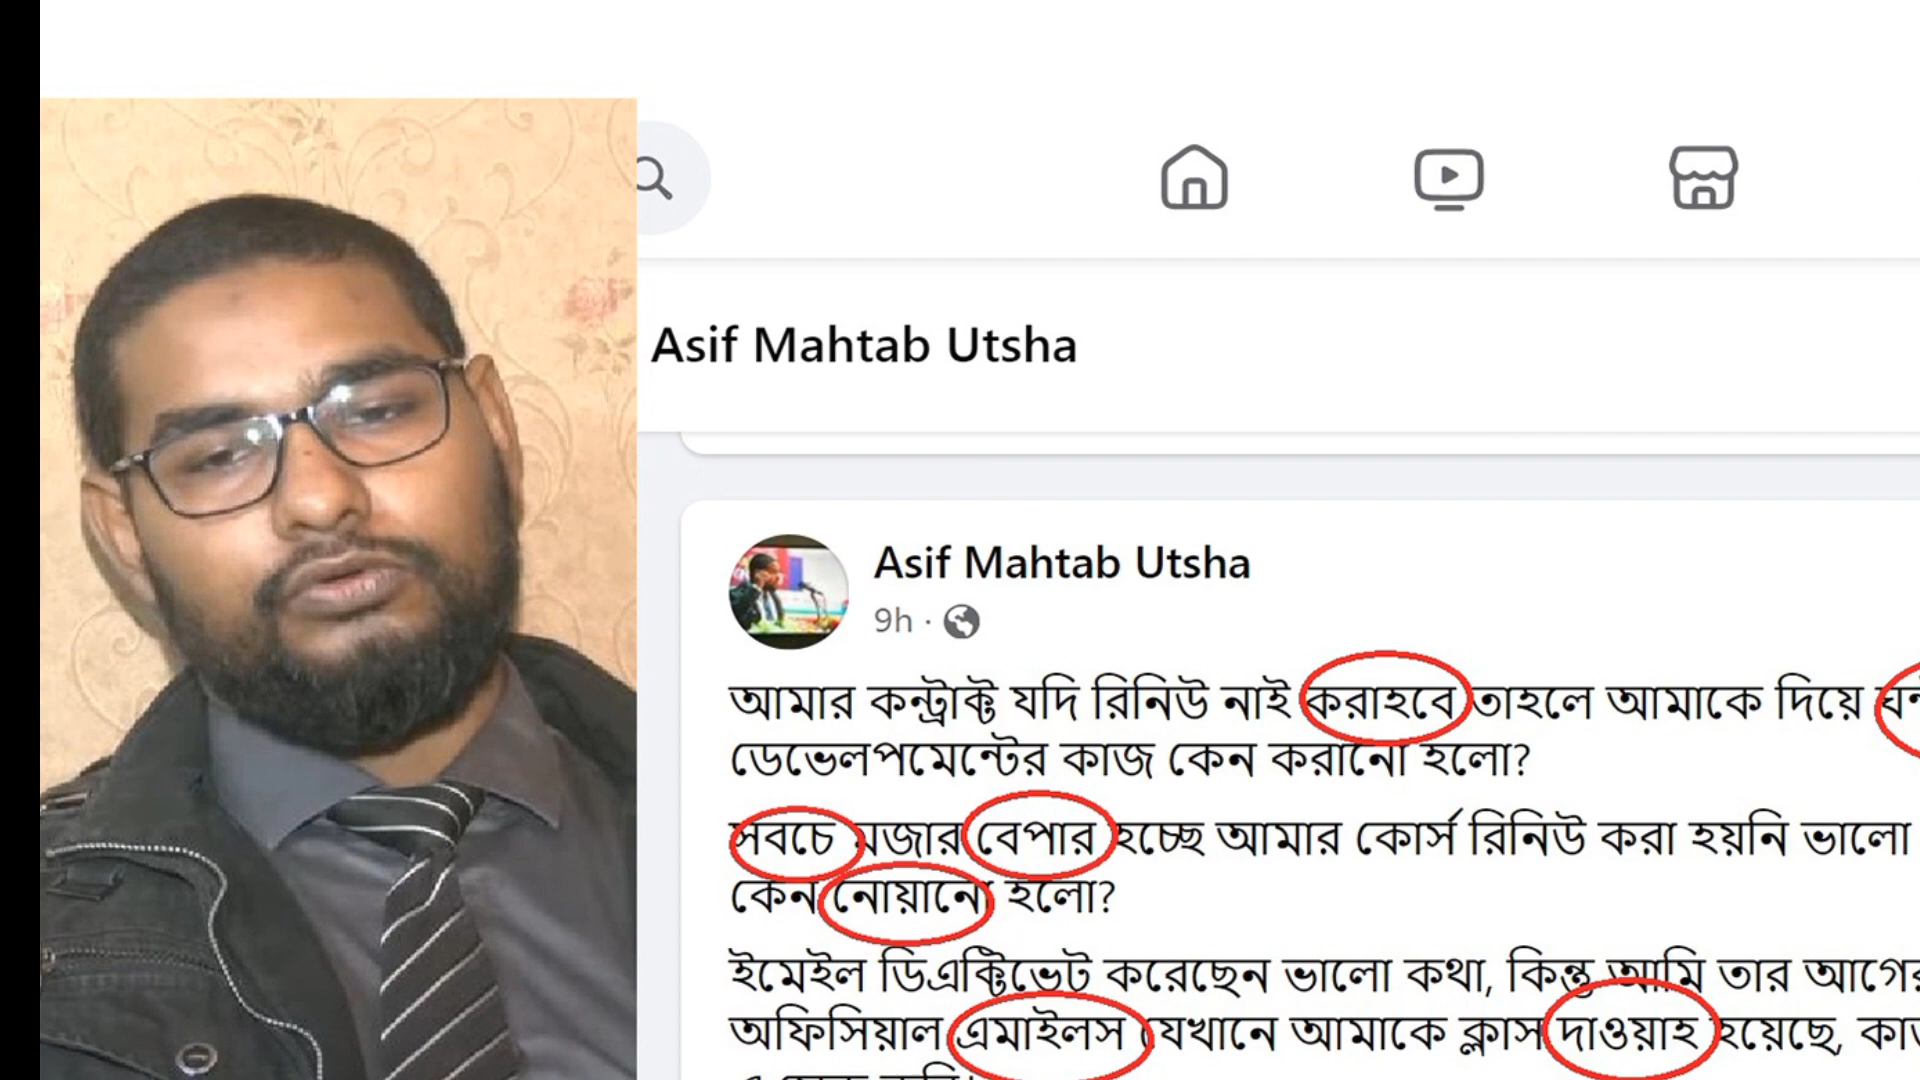 Asif Mahtab Utsha
Asif Mahtab Utsha
9h ·
আমার কন্ট্রাক্ট যদি রিনিউ নাই করাহবে তাহলে আমাকে দিয়ে
ডেভেলপমেন্টের কাজ কেন করানো হলো?
সবচে মজার বেপার হচ্ছে আমার কোর্স রিনিউ করা হয়নি ভালো
কেন নোয়ানো হলো?
ইমেইল ডিএক্টিভেট করেছেন ভালো কথা, কিন্তু আমি তার আগের
অফিসিয়াল এমাইলস যেখানে আমাকে ক্লাস দাওয়াহ হয়েছে,